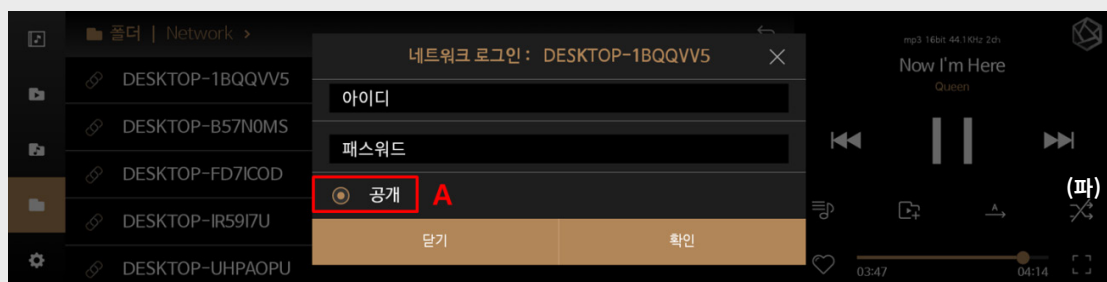 폴더 | Network >
DESKTOP-1BQQVV5
DESKTOP-B57N0MS
DESKTOP-FD7ICOD
DESKTOP-IR59I7U
DESKTOP-UHPAOPU
네트워크 로그인 : DESKTOP-1BQQVV5
아이디
패스워드
공개
A
닫기 확인
mp3 16bit 44.1KHz 2ch
Now I'm Here
Queen
(파)
A
03:47 04:14